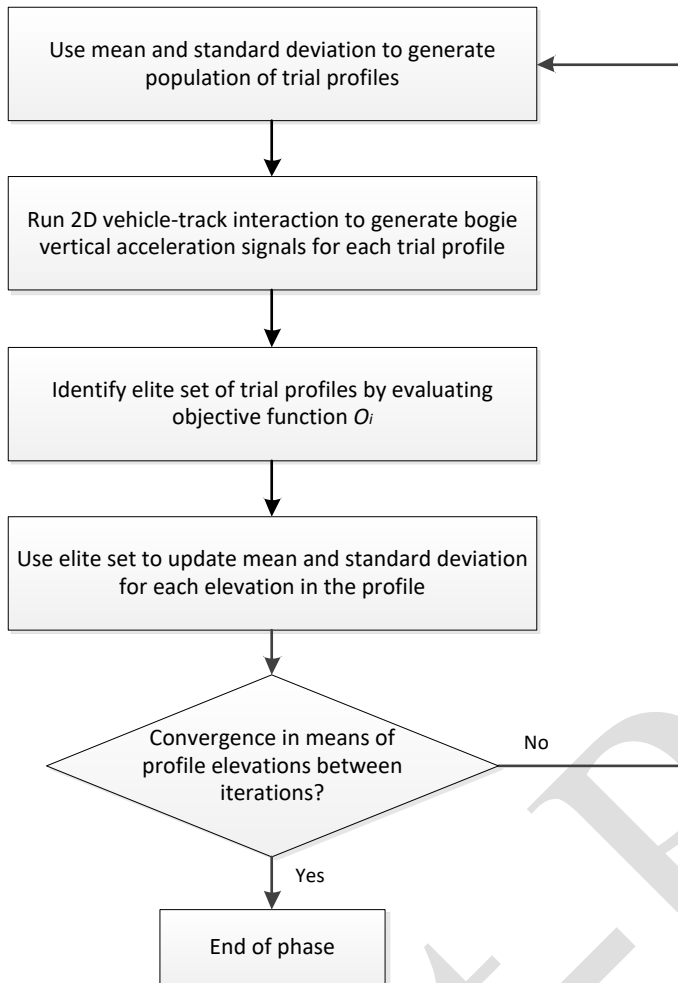 Use mean and standard deviation to generate
population of trial profiles
Run 2D vehicle-track interaction to generate bogie
vertical acceleration signals for each trial profile
Identify elite set of trial profiles by evaluating
objective function Oi
Use elite set to update mean and standard deviation
for each elevation in the profile
Convergence in means of
profile elevations between
iterations?
No
Yes
End of phase